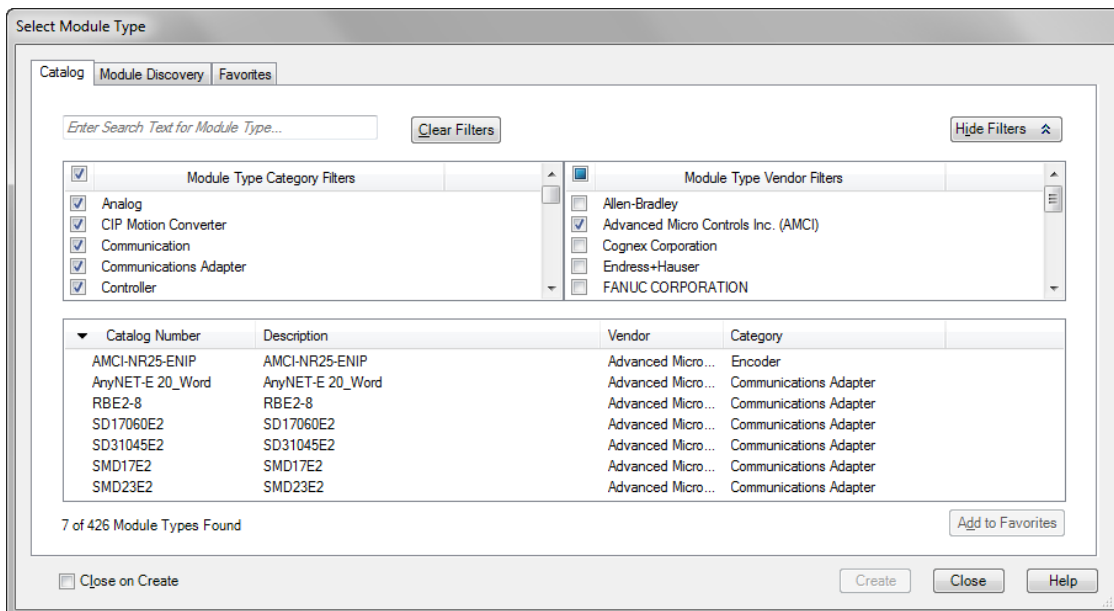 Select Module Type
Catalog Module Discovery Favorites
Enter Search Text for Module Type... Clear Filters Hide Filters
Module Type Category Filters Module Type Vendor Filters
Analog Allen-Bradley
CIP Motion Converter Advanced Micro Controls Inc. (AMCI)
Communication Cognex Corporation
Communications Adapter Endress+Hauser
Controller FANUC CORPORATION
Catalog Number Description Vendor Category
AMCI-NR25-ENIP AMCI-NR25-ENIP Advanced Micro... Encoder
AnyNET-E 20_Word AnyNET-E 20_Word Advanced Micro... Communications Adapter
RBE2-8 RBE2-8 Advanced Micro... Communications Adapter
SD17060E2 SD17060E2 Advanced Micro... Communications Adapter
SD31045E2 SD31045E2 Advanced Micro... Communications Adapter
SMD17E2 SMD17E2 Advanced Micro... Communications Adapter
SMD23E2 SMD23E2 Advanced Micro... Communications Adapter
7 of 426 Module Types Found Add to Favorites
Close on Create Create Close Help